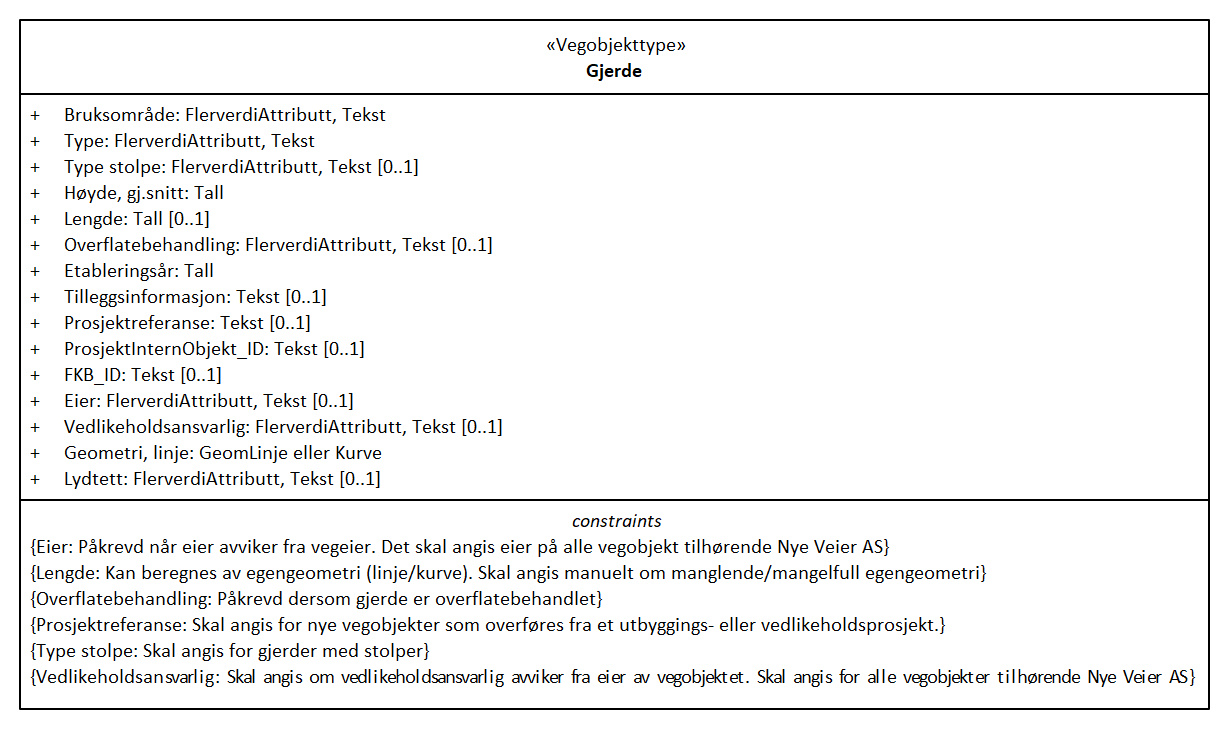 «Vegobjekttype»
Gjerde
+ Bruksområde: FlerverdiAttributt, Tekst
+ Type: FlerverdiAttributt, Tekst
+ Type stolpe: FlerverdiAttributt, Tekst [0..1]
+ Høyde, gj.snitt: Tall
+ Lengde: Tall [0..1]
+ Overflatebehandling: FlerverdiAttributt, Tekst [0..1]
+ Etableringsår: Tall
+ Tilleggsinformasjon: Tekst [0..1]
+ Prosjektreferanse: Tekst [0..1]
+ ProsjektInternObjekt_ID: Tekst [0..1]
+ FKB_ID: Tekst [0..1]
+ Eier: FlerverdiAttributt, Tekst [0..1]
+ Vedlikeholdsansvarlig: FlerverdiAttributt, Tekst [0..1]
+ Geometri, linje: GeomLinje eller Kurve
+ Lydtett: FlerverdiAttributt, Tekst [0..1]
constraints
{Eier: Påkrevd når eier avviker fra vegeier. Det skal angis eier på alle vegobjekt tilhørende Nye Veier AS}
{Lengde: Kan beregnes av egengeometri (linje/kurve). Skal angis manuelt om manglende/mangelfull egengeometri}
{Overflatebehandling: Påkrevd dersom gjerde er overflatebehandlet}
{Prosjektreferanse: Skal angis for nye vegobjekter som overføres fra et utbyggings- eller vedlikeholdsprosjekt.}
{Type stolpe: Skal angis for gjerder med stolper}
{Vedlikeholdsansvarlig: Skal angis om vedlikeholdsansvarlig avviker fra eier av vegobjektet. Skal angis for alle vegobjekter tilhørende Nye Veier AS}